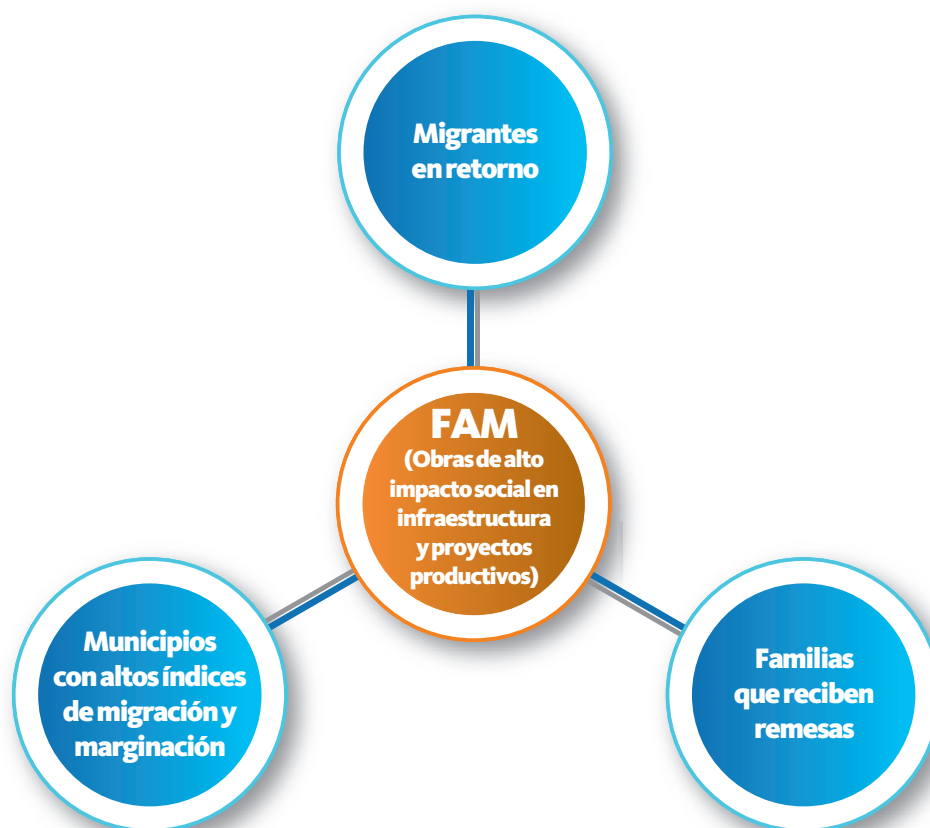 Migrantes
en retorno
FAM
(Obras de alto
impacto social en
infraestructura
y proyectos
productivos)
Municipios
con altos índices
de migración y
marginación
Familias
que reciben
remesas